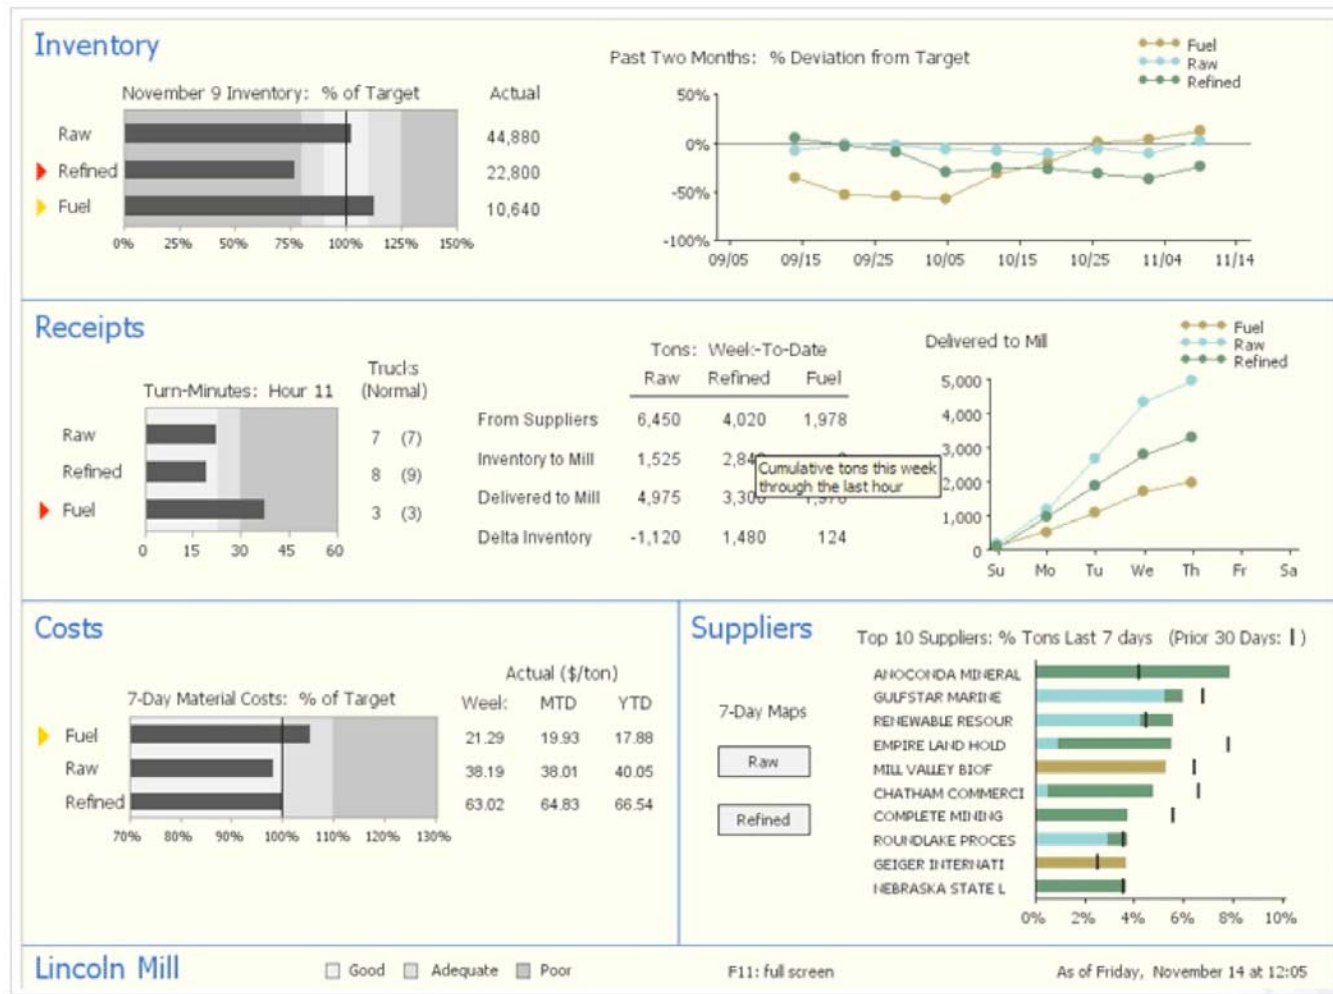 Inventory
November 9 Inventory: % of Target Actual
Raw 44,880
Refined 22,800
Fuel 10,640
0% 25% 50% 75% 100% 125% 150%
Past Two Months: % Deviation from Target
Fuel
Raw
Refined
50%
0%
-50%
-100%
09/05 09/15 09/25 10/05 10/15 10/25 11/04 11/14
Receipts
Turn-Minutes: Hour 11
Trucks
(Normal)
Raw 7 (7)
Refined 8 (9)
Fuel 3 (3)
0 15 30 45 60
Tons: Week-To-Date
Raw Refined Fuel
From Suppliers 6,450 4,020 1,978
Inventory to Mill 1,525
Delivered to Mill 4,975
Delta Inventory -1,120 1,480 124
Cumulative tons this week
through the last hour
Delivered to Mill
Fuel
Raw
Refined
5,000
4,000
3,000
2,000
1,000
0
Su Mo Tu We Th Fr Sa
Costs
Actual ($/ton)
7-Day Material Costs: % of Target Week MTD YTD
Fuel 21.29 19.93 17.88
Raw 38.19 38.01 40.05
Refined 63.02 64.83 66.54
70% 80% 90% 100% 110% 120% 130%
Suppliers
Top 10 Suppliers: % Tons Last 7 days (Prior 30 Days: | )
7-Day Maps
Raw
Refined
ANOCONDA MINERAL
GULFSTAR MARINE
RENEWABLE RESOUR
EMPIRE LAND HOLD
MILL VALLEY BIOF
CHATHAM COMMERCI
COMPLETE MINING
ROUNDLAKE PROCES
GEIGER INTERNATI
NEBRASKA STATE L
0% 2% 4% 6% 8% 10%
Lincoln Mill
Good Adequate Poor
F11: full screen
As of Friday, November 14 at 12:05